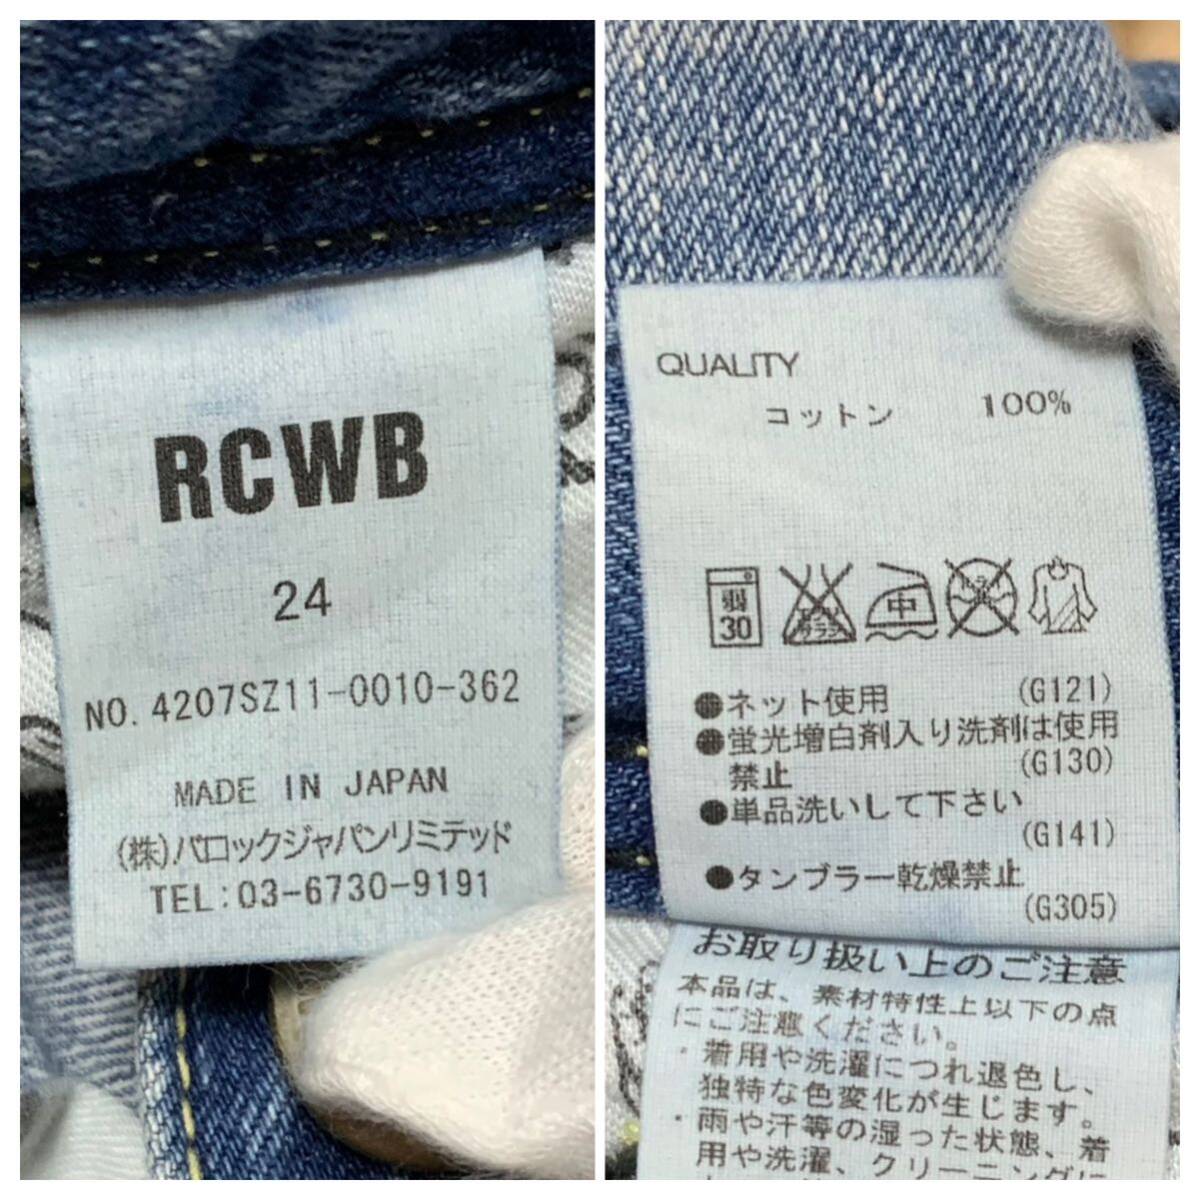 RCWB
24
NO. 4207SZ11-0010-362
MADE IN JAPAN
(株)バロックジャパンリミテッド
TEL:03-6730-9191
QUALITY
コットン 100%
弱
30
中
●ネット使用 (G121)
●蛍光増白剤入り洗剤は使用
禁止 (G130)
●単品洗いして下さい
(G141)
●タンブラー乾燥禁止
(G305)
お取り扱い上のご注意
本品は、素材特性上以下の点
にご注意ください。
・着用や洗濯につれ退色し、
独特な色変化が生じます。
・雨や汗等の湿った状態、着
用や洗濯、クリーニングに